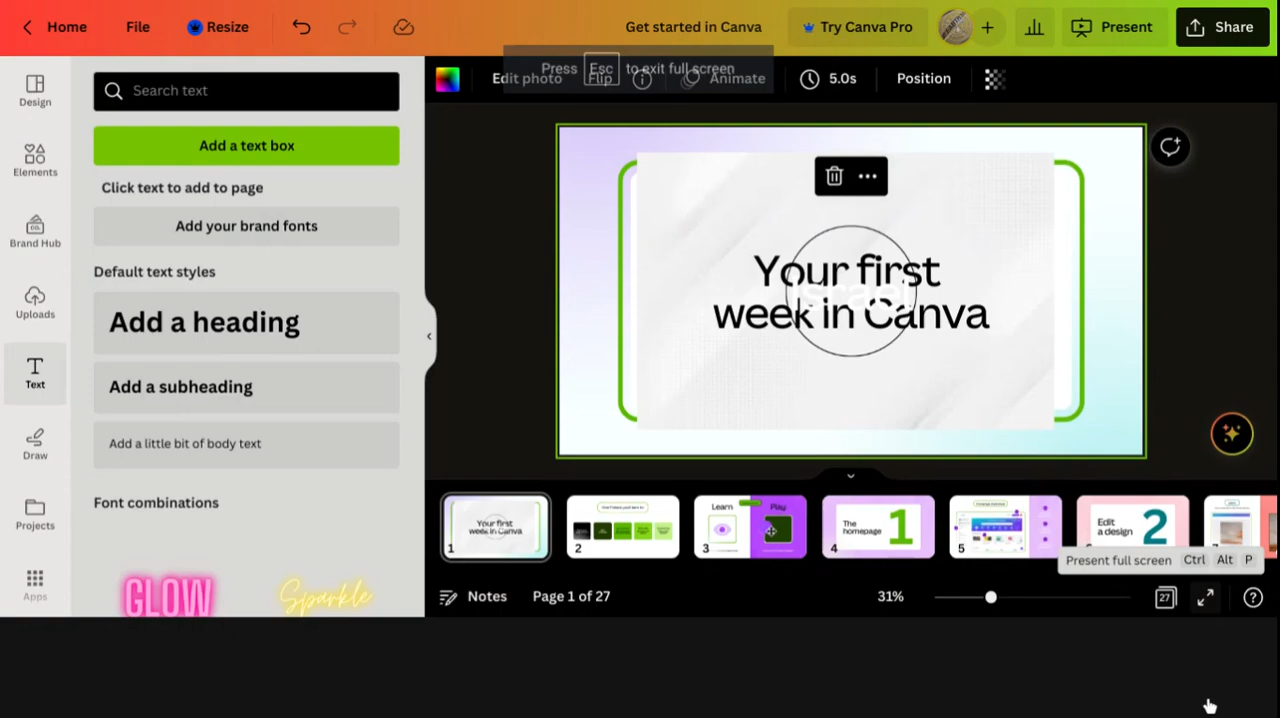 Home
File
Resize
Get started in Canva
Try Canva Pro
Present
Share
Press Esc to exit full screen
Edit photo
Flip
Animate
5.0s
Position
Design
Elements
Brand Hub
Uploads
Text
Draw
Projects
Apps
Search text
Add a text box
Click text to add to page
Add your brand fonts
Default text styles
Add a heading
Add a subheading
Add a little bit of body text
Font combinations
GLOW
Sparkle
Your first
week in Canva
1
Your first
week in Canva
2
3
Learn
Play
4
The
homepage
1
5
Edit
a design
2
Present full screen Ctrl Alt P
Notes
Page 1 of 27
31%
27